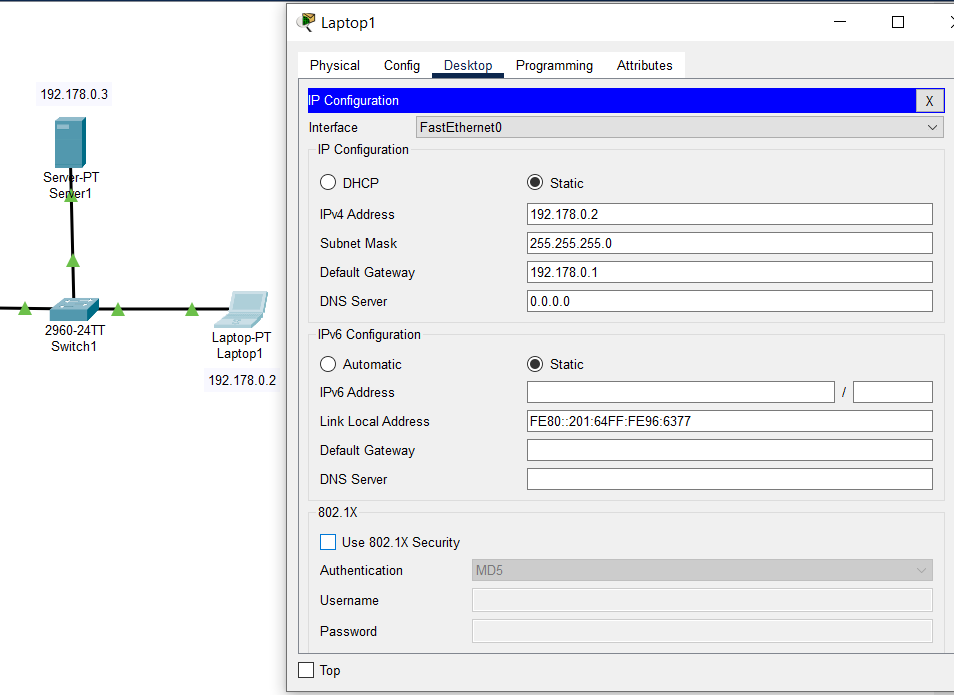 192.178.0.3
Server-PT
Server1
2960-24TT
Switch1
Laptop-PT
Laptop1
192.178.0.2
Laptop1
Physical Config Desktop Programming Attributes
IP Configuration X
Interface FastEthernet0
IP Configuration
DHCP Static
IPv4 Address 192.178.0.2
Subnet Mask 255.255.255.0
Default Gateway 192.178.0.1
DNS Server 0.0.0.0
IPv6 Configuration
Automatic Static
IPv6 Address /
Link Local Address FE80::201:64FF:FE96:6377
Default Gateway
DNS Server
802.1X
Use 802.1X Security
Authentication MD5
Username
Password
Top